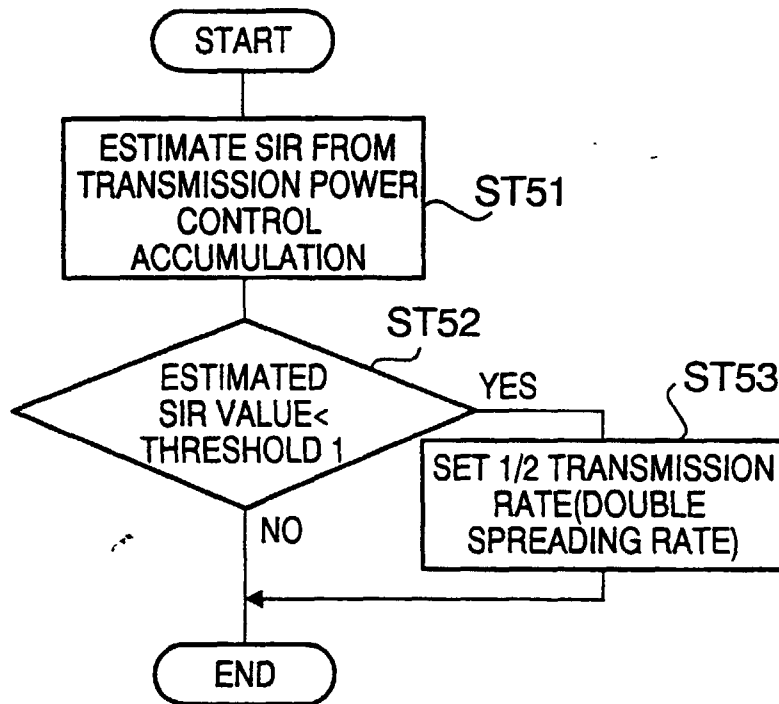 START
ESTIMATE SIR FROM
TRANSMISSION POWER
CONTROL
ACCUMULATION
ST51
ST52
ESTIMATED
SIR VALUE<
THRESHOLD 1
YES
ST53
SET 1/2 TRANSMISSION
RATE(DOUBLE
SPREADING RATE)
NO
END